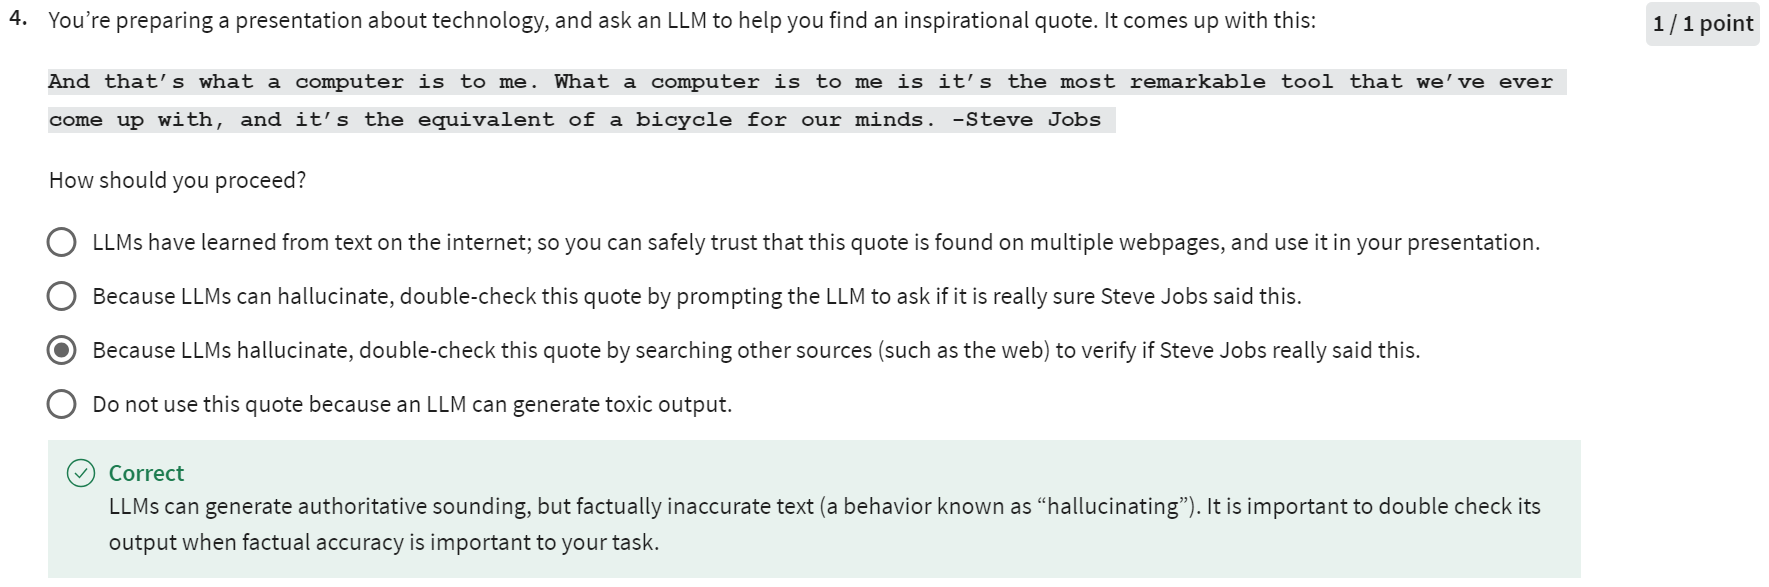 4. You’re preparing a presentation about technology, and ask an LLM to help you find an inspirational quote. It comes up with this:
1 / 1 point
And that’s what a computer is to me. What a computer is to me is it’s the most remarkable tool that we’ve ever
come up with, and it’s the equivalent of a bicycle for our minds. –Steve Jobs
How should you proceed?
LLMs have learned from text on the internet; so you can safely trust that this quote is found on multiple webpages, and use it in your presentation.
Because LLMs can hallucinate, double-check this quote by prompting the LLM to ask if it is really sure Steve Jobs said this.
Because LLMs hallucinate, double-check this quote by searching other sources (such as the web) to verify if Steve Jobs really said this.
Do not use this quote because an LLM can generate toxic output.
Correct
LLMs can generate authoritative sounding, but factually inaccurate text (a behavior known as “hallucinating”). It is important to double check its
output when factual accuracy is important to your task.